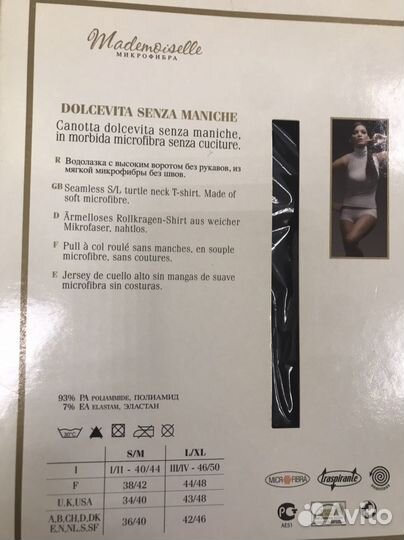 Mademoiselle
МИКРОФИБРА
DOLCEVITA SENZA MANICHE
Canotta dolcevita senza maniche,
in morbida microfibra senza cuciture.
R Водолазка с высоким воротом без рукавов, из
мягкой микрофибры без швов.
GB Seamless S/L turtle neck T-shirt. Made of
soft microfibre.
D Ärmelloses Rollkragen-Shirt aus weicher
Mikrofaser, nahtlos.
F Pull à col roulé sans manches, en souple
microfibre, sans coutures.
E Jersey de cuello alto sin mangas de suave
microfibra sin costuras.
93% PA POLIAMMIDE, ПОЛИАМИД
7% EA ELASTAM, ЭЛАСТАН
30°C
S/M L/XL
I I/II - 40/44 III/IV - 46/50
F 38/42 44/48
U.K,USA 34/40 43/48
A,B,CH,D,DK
E,N,NL,S,SF 36/40 42/46
MICROFIBRA traspirante
РС
АЕ51
Avito